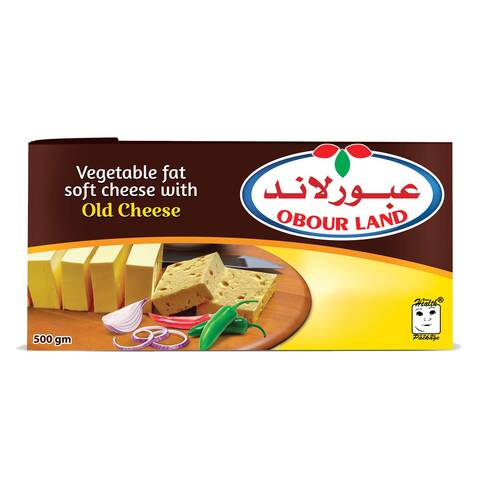 Vegetable fat
soft cheese with
Old Cheese
عبورلاند
OBOUR LAND
500 gm
Health
Package